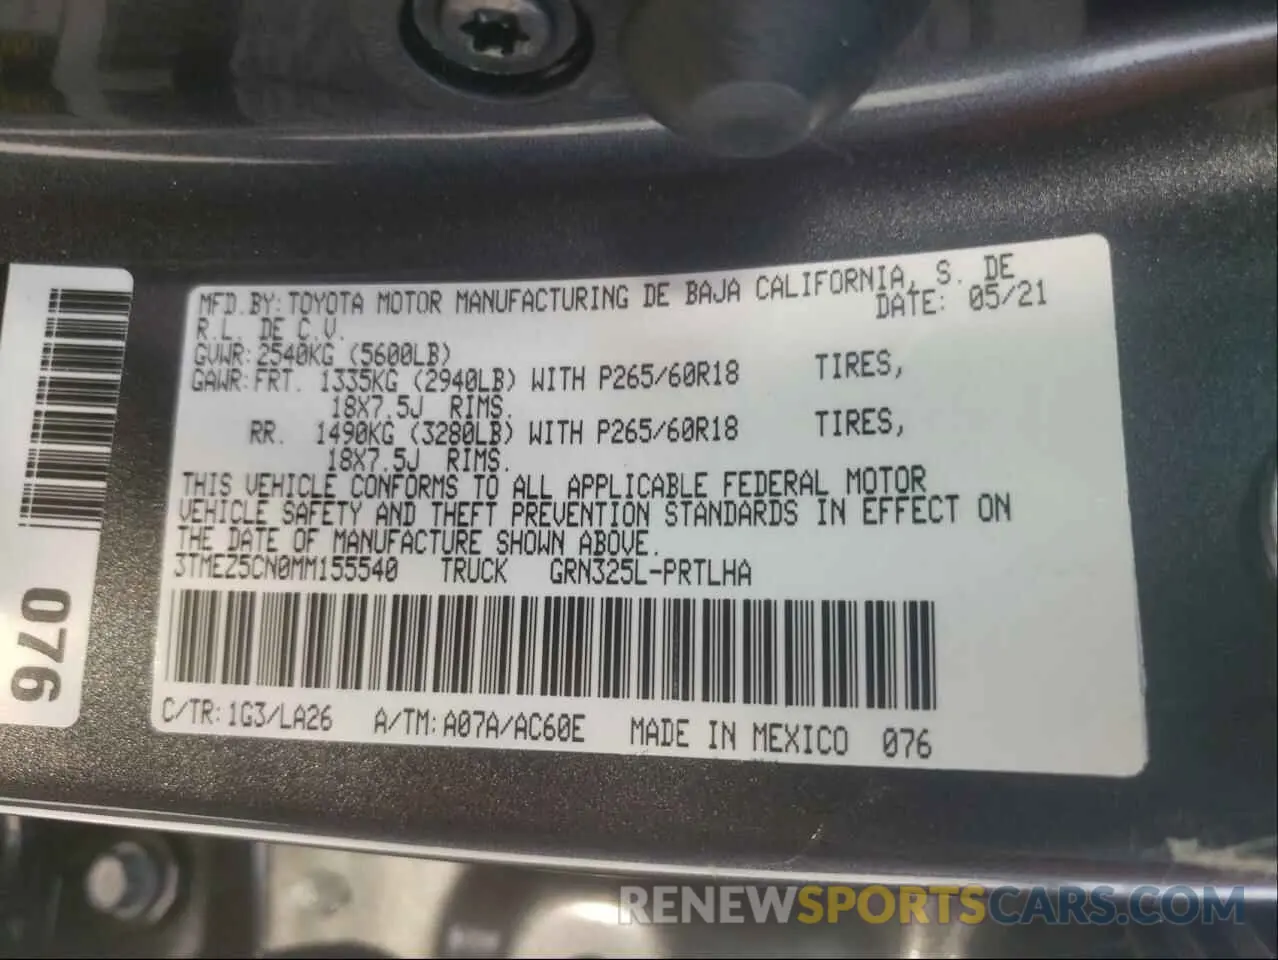 MFD.BY: TOYOTA MOTOR MANUFACTURING DE BAJA CALIFORNIA, S. DE
R.L. DE C.V. DATE: 05/21
GVWR: 2540KG (5600LB)
GAWR: FRT. 1335KG (2940LB) WITH P265/60R18 TIRES,
18X7.5J RIMS.
RR. 1490KG (3280LB) WITH P265/60R18 TIRES,
18X7.5J RIMS.
THIS VEHICLE CONFORMS TO ALL APPLICABLE FEDERAL MOTOR
VEHICLE SAFETY AND THEFT PREVENTION STANDARDS IN EFFECT ON
THE DATE OF MANUFACTURE SHOWN ABOVE.
3TMEZ5CN0MM155540 TRUCK GRN325L-PRTLHA
C/TR: 1G3/LA26 A/TM: A07A/AC60E MADE IN MEXICO 076
076
RENEWSPORTSCARS.COM